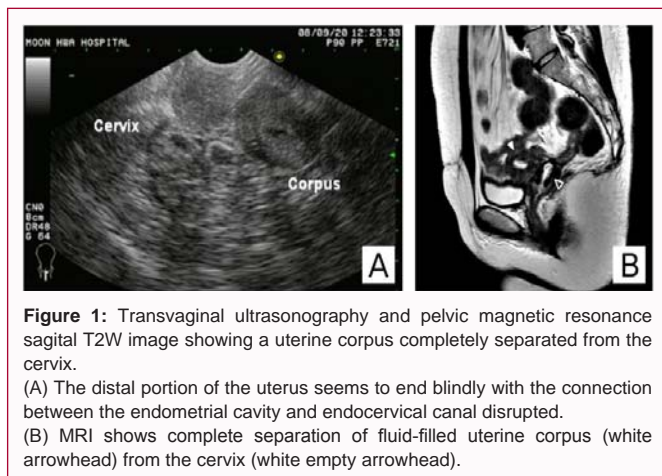 MOON HWA HOSPITAL
08/09/20 12:23:33
P90 PP E721
Cervix
Corpus
CN0
8cm
DR48
G 64
A
B
Figure 1: Transvaginal ultrasonography and pelvic magnetic resonance
sagital T2W image showing a uterine corpus completely separated from the
cervix.
(A) The distal portion of the uterus seems to end blindly with the connection
between the endometrial cavity and endocervical canal disrupted.
(B) MRI shows complete separation of fluid-filled uterine corpus (white
arrowhead) from the cervix (white empty arrowhead).